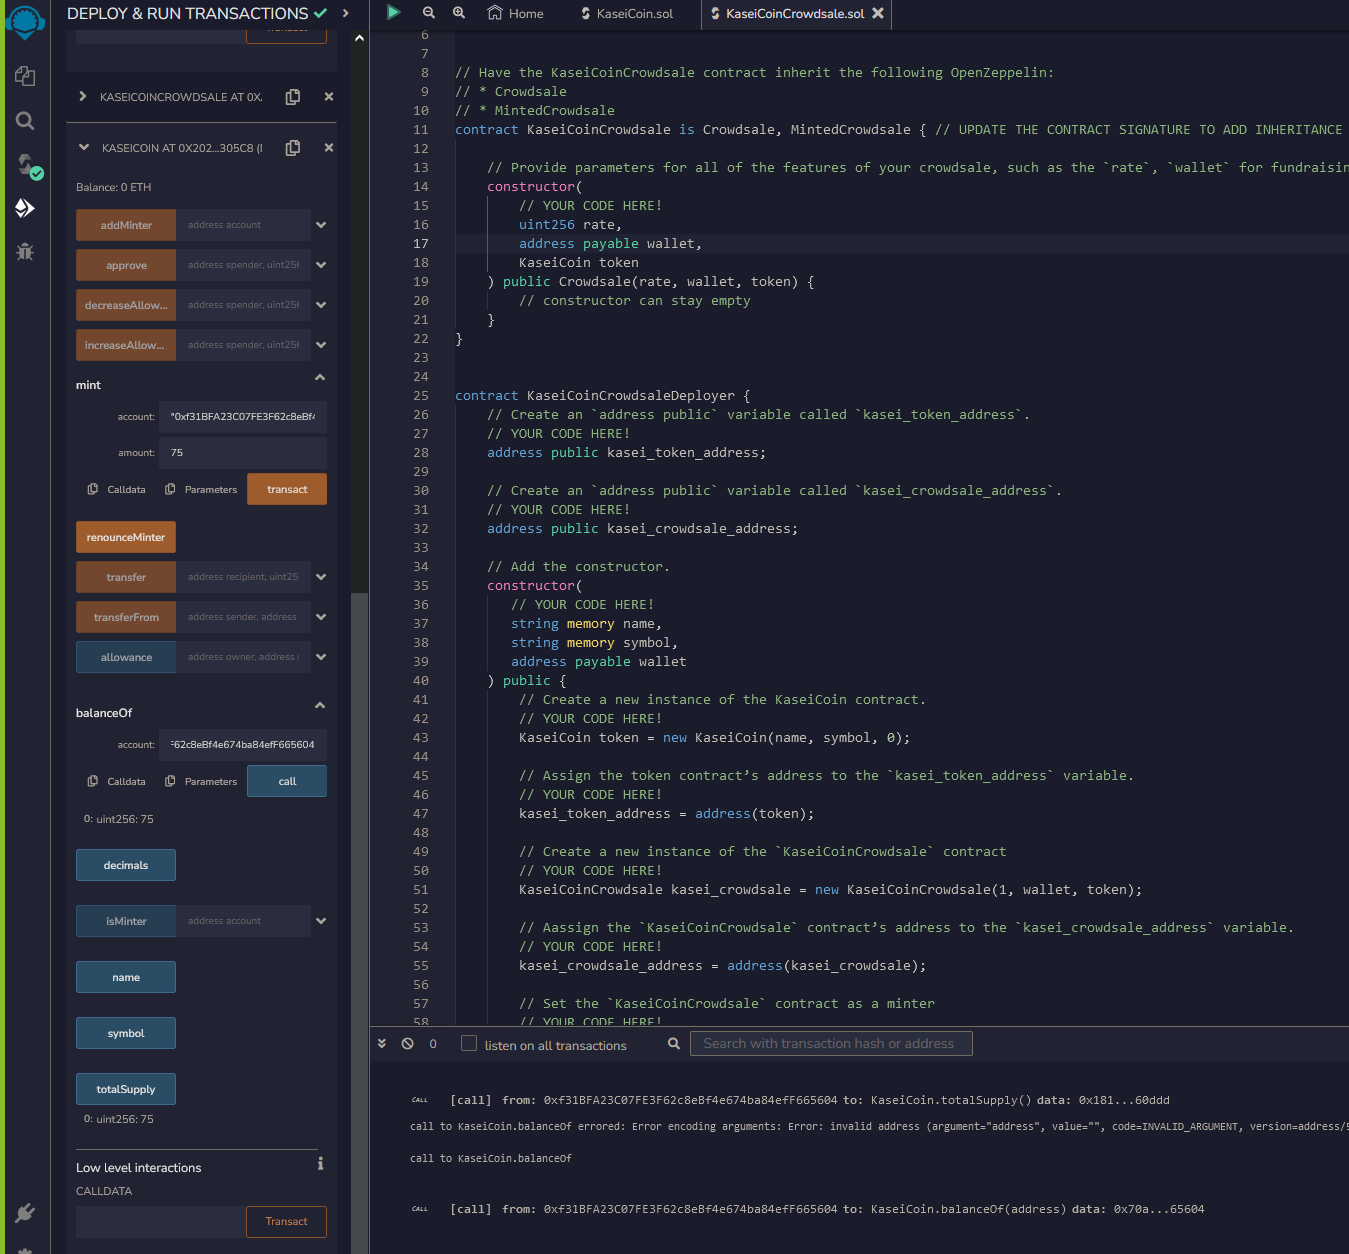 DEPLOY & RUN TRANSACTIONS
Transact
KASEICOINCROWDSALE AT 0X.
KASEICOIN AT 0X202...305C8 (I
Balance: 0 ETH
addMinter address account
approve address spender, uint256
decreaseAllow... address spender, uint256
increaseAllow... address spender, uint256
mint
account: "0xf31BFA23C07FE3F62c8eBf4
amount: 75
Calldata Parameters transact
renounceMinter
transfer address recipient, uint25
transferFrom address sender, address
allowance address owner, address s
balanceOf
account: F62c8eBf4e674ba84efF665604
Calldata Parameters call
0: uint256: 75
decimals
isMinter address account
name
symbol
totalSupply
0: uint256: 75
Low level interactions
CALLDATA
Transact
Home KaseiCoin.sol KaseiCoinCrowdsale.sol
6
7
8 // Have the KaseiCoinCrowdsale contract inherit the following OpenZeppelin:
9 // * Crowdsale
10 // * MintedCrowdsale
11 contract KaseiCoinCrowdsale is Crowdsale, MintedCrowdsale { // UPDATE THE CONTRACT SIGNATURE TO ADD INHERITANCE
12
13 // Provide parameters for all of the features of your crowdsale, such as the `rate`, `wallet` for fundraisin
14 constructor(
15 // YOUR CODE HERE!
16 uint256 rate,
17 address payable wallet,
18 KaseiCoin token
19 ) public Crowdsale(rate, wallet, token) {
20 // constructor can stay empty
21 }
22 }
23
24
25 contract KaseiCoinCrowdsaleDeployer {
26 // Create an `address public` variable called `kasei_token_address`.
27 // YOUR CODE HERE!
28 address public kasei_token_address;
29
30 // Create an `address public` variable called `kasei_crowdsale_address`.
31 // YOUR CODE HERE!
32 address public kasei_crowdsale_address;
33
34 // Add the constructor.
35 constructor(
36 // YOUR CODE HERE!
37 string memory name,
38 string memory symbol,
39 address payable wallet
40 ) public {
41 // Create a new instance of the KaseiCoin contract.
42 // YOUR CODE HERE!
43 KaseiCoin token = new KaseiCoin(name, symbol, 0);
44
45 // Assign the token contract’s address to the `kasei_token_address` variable.
46 // YOUR CODE HERE!
47 kasei_token_address = address(token);
48
49 // Create a new instance of the `KaseiCoinCrowdsale` contract
50 // YOUR CODE HERE!
51 KaseiCoinCrowdsale kasei_crowdsale = new KaseiCoinCrowdsale(1, wallet, token);
52
53 // Aassign the `KaseiCoinCrowdsale` contract’s address to the `kasei_crowdsale_address` variable.
54 // YOUR CODE HERE!
55 kasei_crowdsale_address = address(kasei_crowdsale);
56
57 // Set the `KaseiCoinCrowdsale` contract as a minter
58 // YOUR CODE HERE!
0 listen on all transactions Search with transaction hash or address
CALL [call] from: 0xf31BFA23C07FE3F62c8eBf4e674ba84efF665604 to: KaseiCoin.totalSupply() data: 0x181...60ddd
call to KaseiCoin.balanceOf errored: Error encoding arguments: Error: invalid address (argument="address", value="", code=INVALID_ARGUMENT, version=address/5
call to KaseiCoin.balanceOf
CALL [call] from: 0xf31BFA23C07FE3F62c8eBf4e674ba84efF665604 to: KaseiCoin.balanceOf(address) data: 0x70a...65604